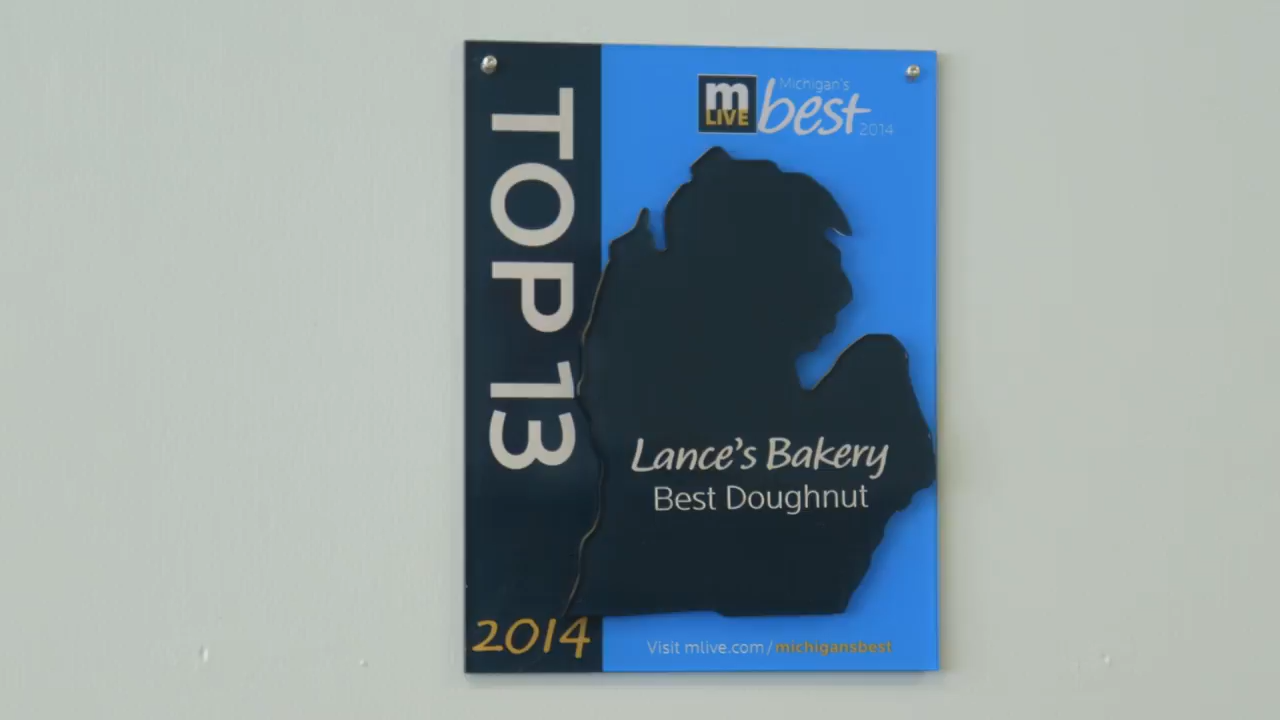 TOP 13
2014
m
LIVE
Michigan's
best
2014
Lance's Bakery
Best Doughnut
Visit mlive.com/michigansbest